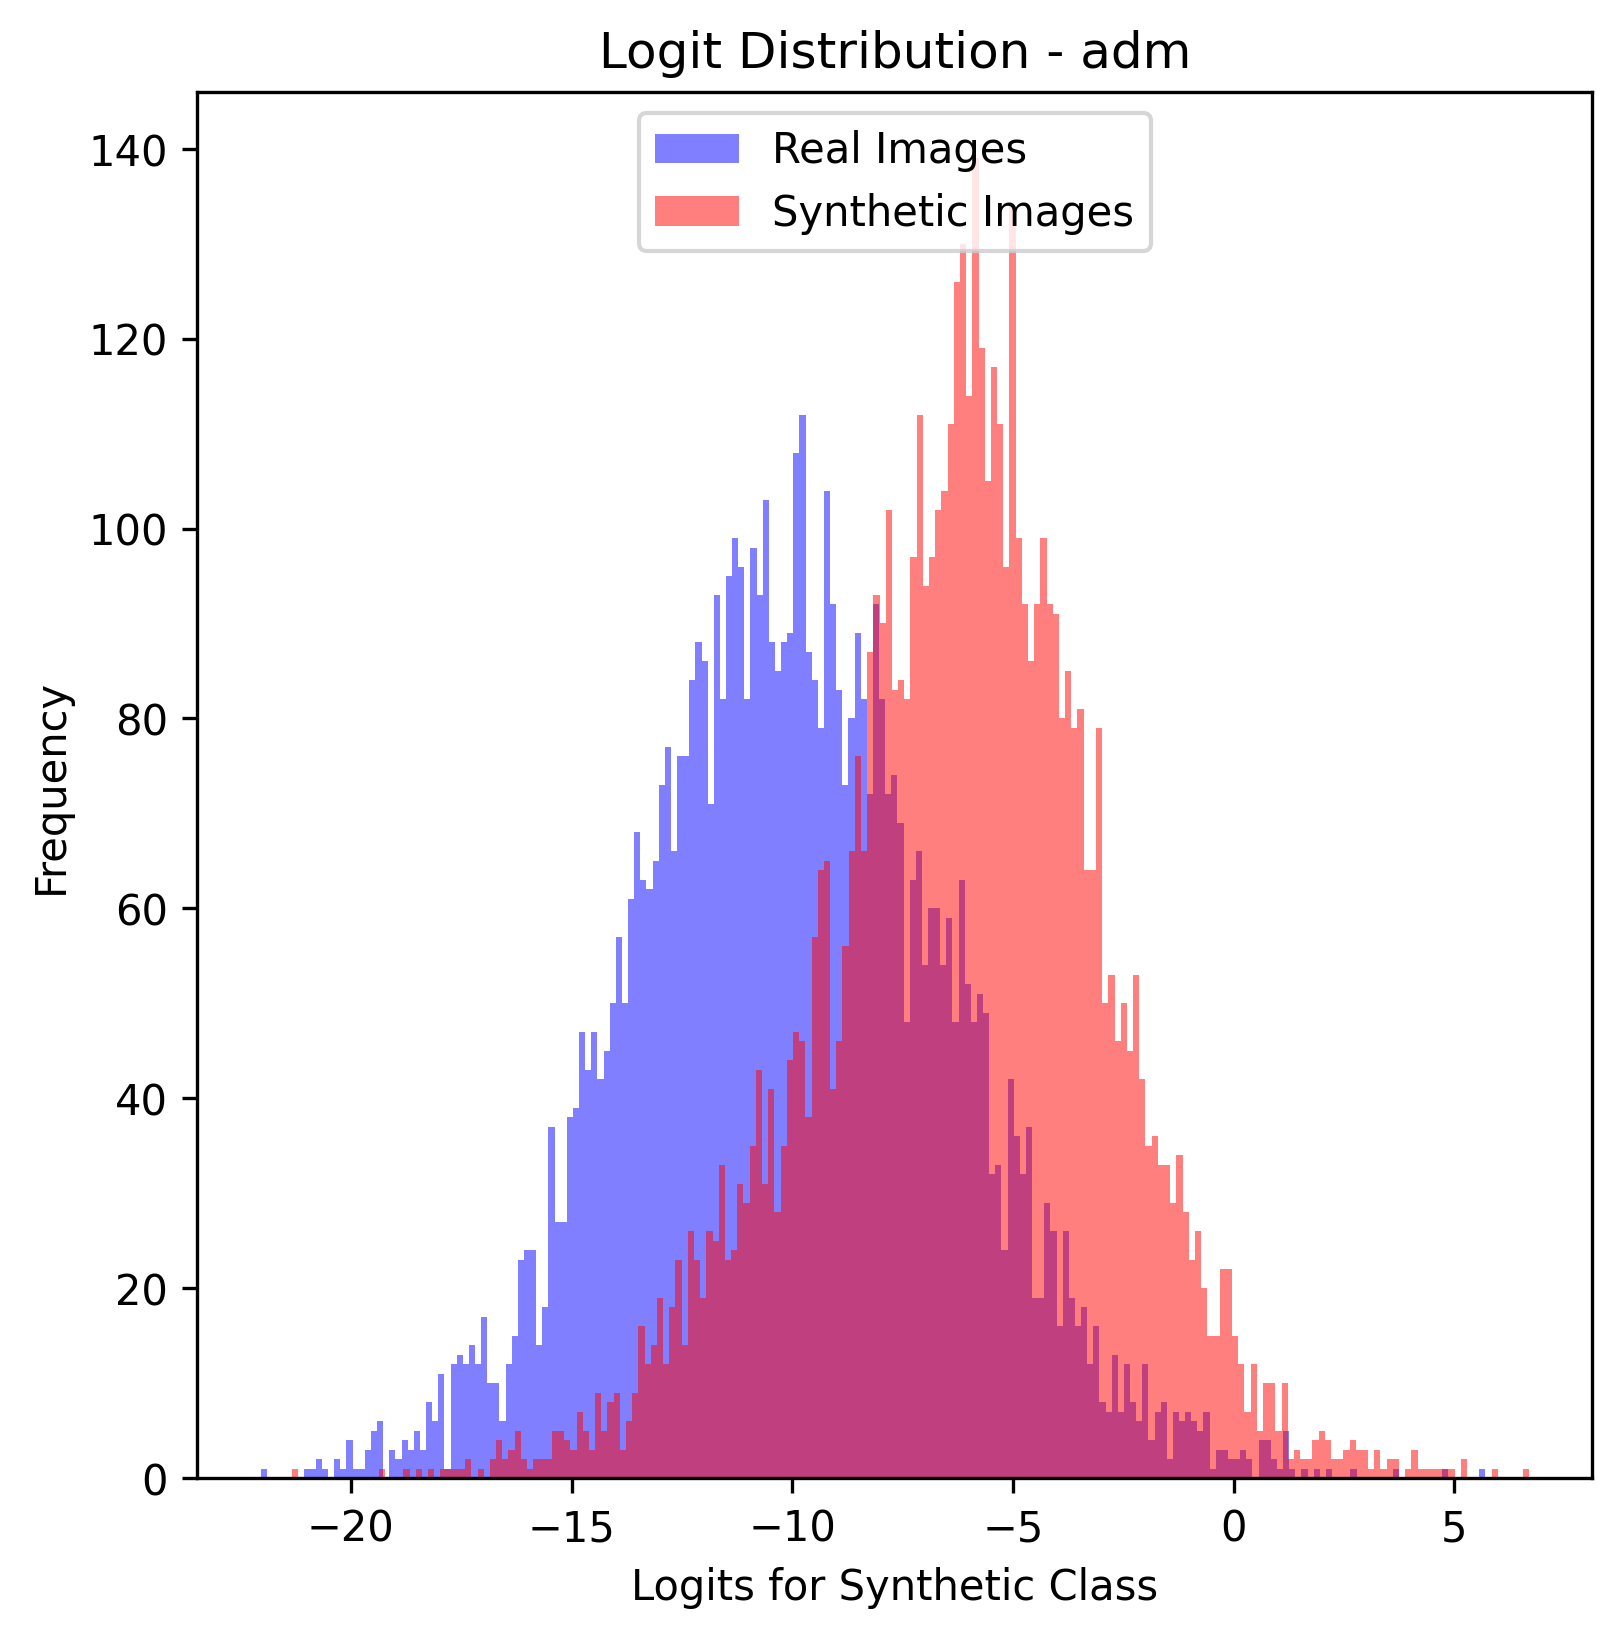 Logit Distribution - adm
Real Images
Synthetic Images
140
120
100
80
60
40
20
0
Frequency
−20 −15 −10 −5 0 5
Logits for Synthetic Class